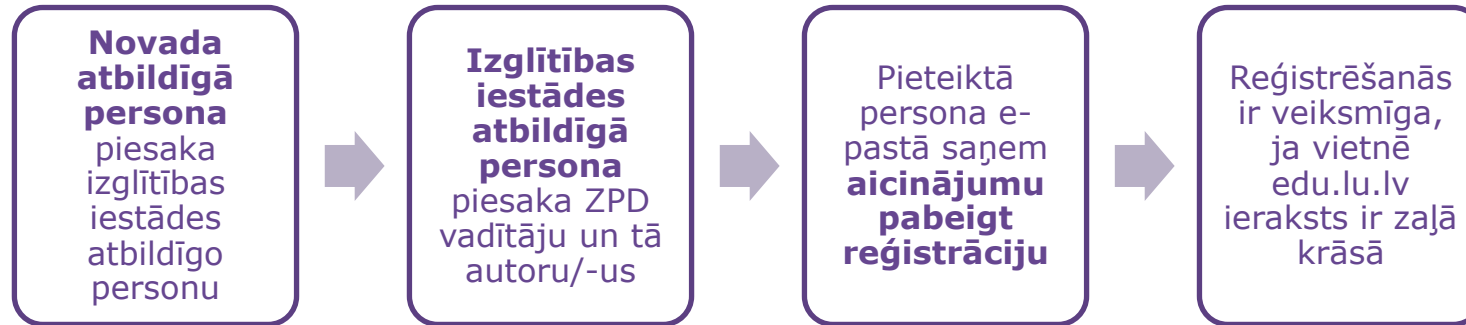 Novada
atbildīgā
persona
piesaka
izglītības
iestādes
atbildīgo
personu
Izglītības
iestādes
atbildīgā
persona
piesaka ZPD
vadītāju un tā
autoru/-us
Pieteiktā
persona e-
pastā saņem
aicinājumu
pabeigt
reģistrāciju
Reģistrēšanās
ir veiksmīga,
ja vietnē
edu.lu.lv
ieraksts ir zaļā
krāsā